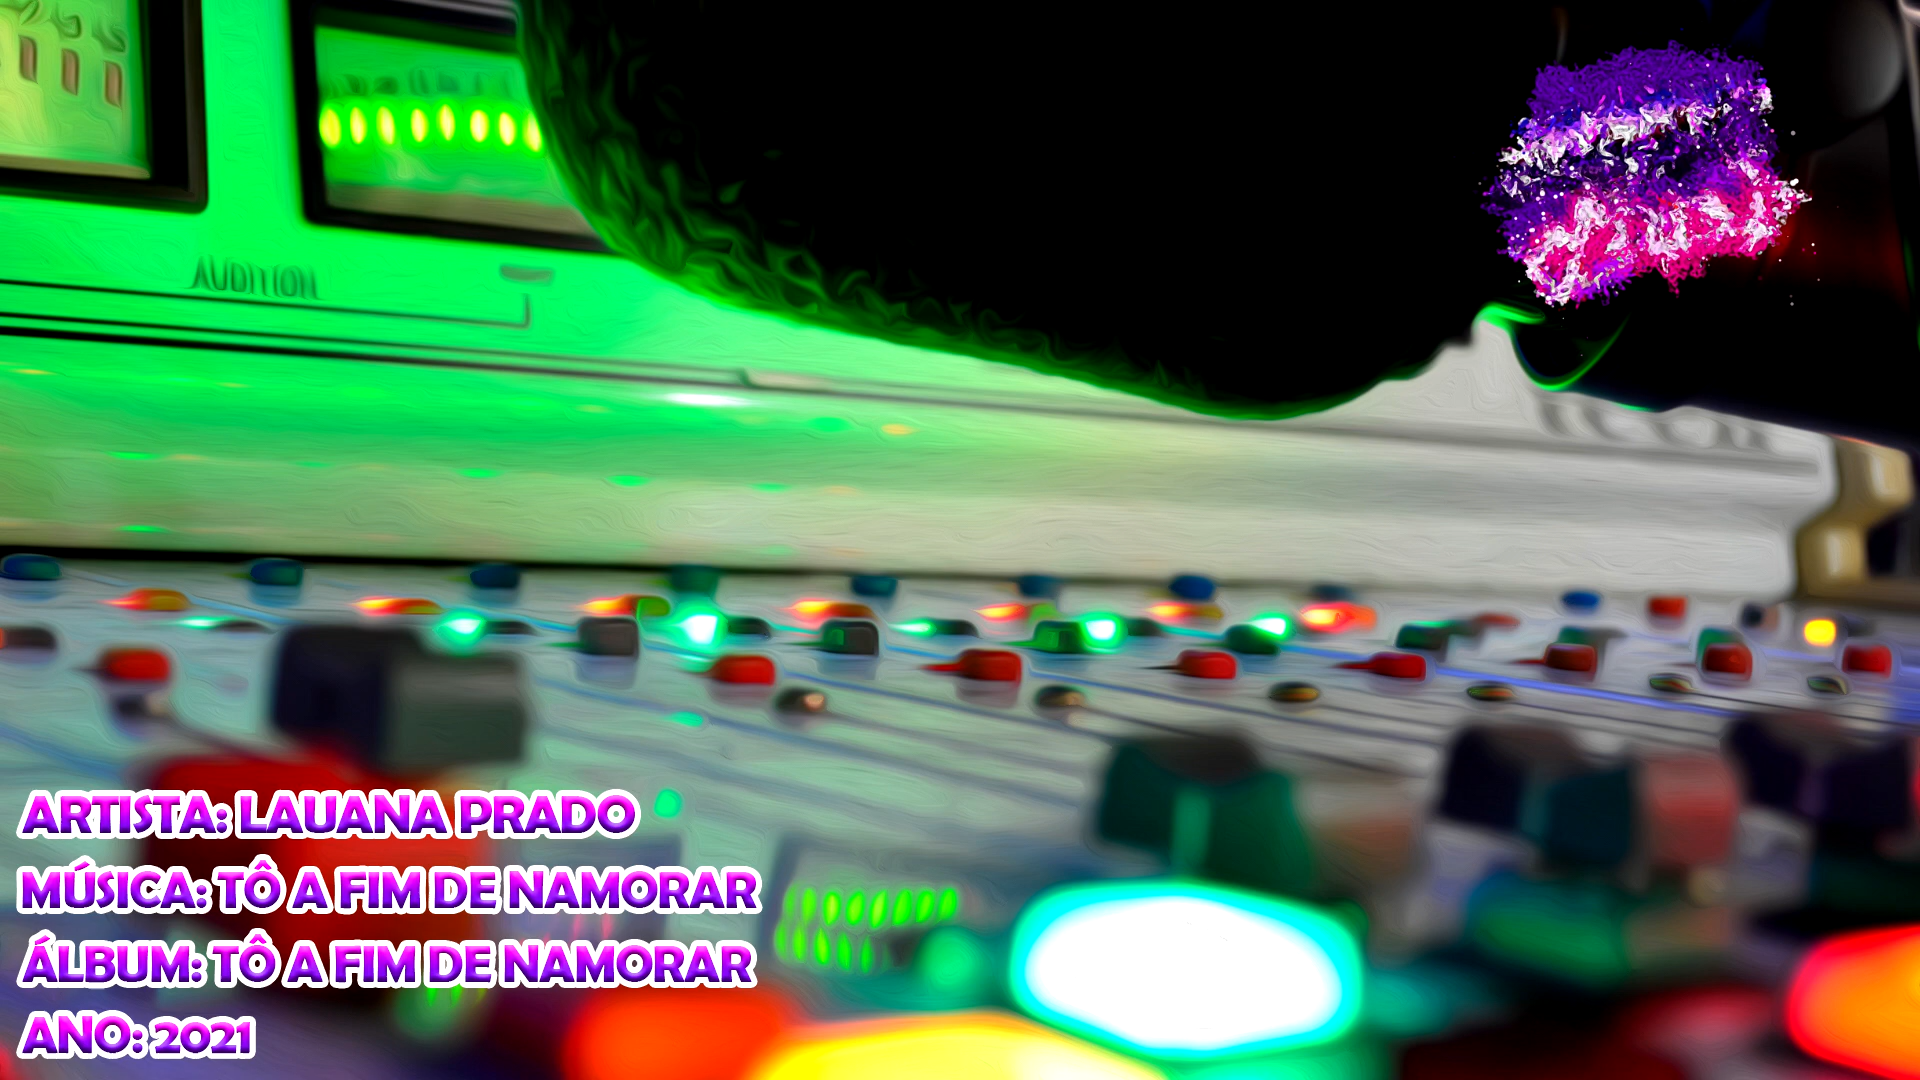 AUDITION
ARTISTA: LAUANA PRADO
MÚSICA: TÔ A FIM DE NAMORAR
ÁLBUM: TÔ A FIM DE NAMORAR
ANO: 2021